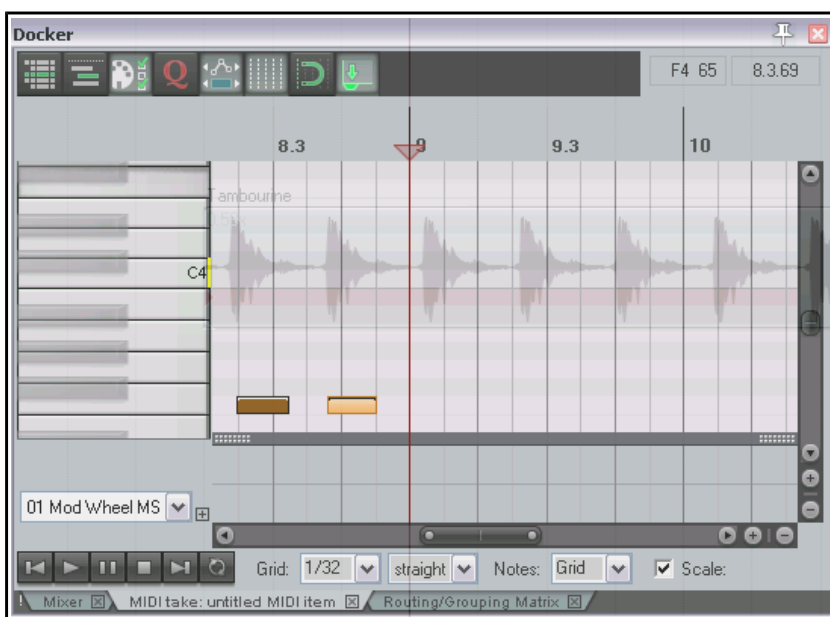 Docker
Q
F4 65 8.3.69
8.3 9 9.3 10
Tambourine
C4
01 Mod Wheel MS
Grid: 1/32 straight Notes: Grid Scale:
! Mixer MIDI take: untitled MIDI item Routing/Grouping Matrix